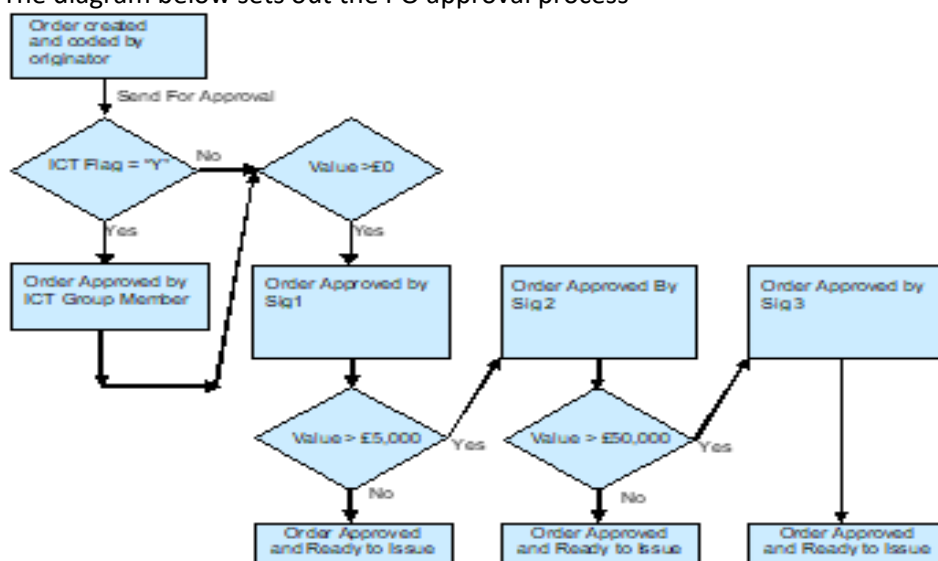 The diagram below sets out the PO approval process
Order created
and coded by
originator
Send For Approval
ICT Flag = "Y"
No
Value >£0
Yes
Yes
Order Approved by
ICT Group Member
Order Approved by
Sig1
Order Approved By
Sig2
Order Approved by
Sig3
Value > £5,000
Yes
Value > £50,000
Yes
No
No
Order Approved
and Ready to Issue
Order Approved
and Ready to Issue
Order Approved
and Ready to Issue